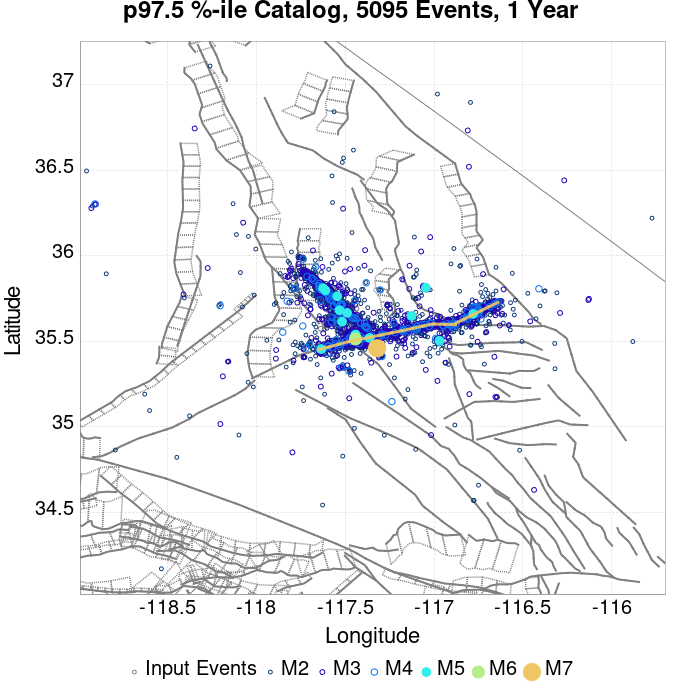 p97.5 %-ile Catalog, 5095 Events, 1 Year
37
36.5
36
35.5
35
34.5
Latitude
-118.5 -118 -117.5 -117 -116.5 -116
Longitude
Input Events M2 M3 M4 M5 M6 M7